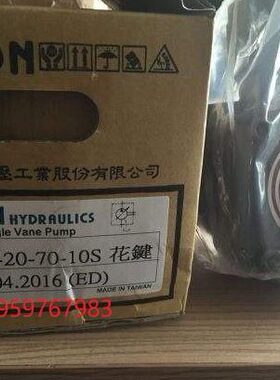 ON
壓工業股份有限公司
HYDRAULICS
le Vane Pump
-20-70-10S 花鍵
04.2016 (ED)
MADE IN TAIWAN
959767983